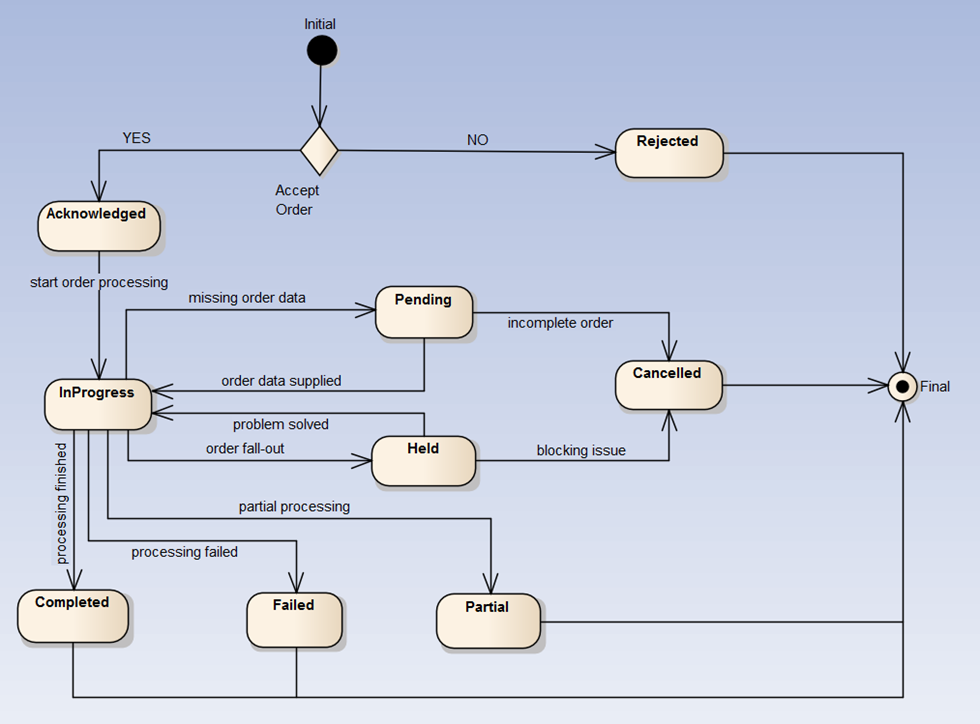 Initial
YES
NO
Rejected
Accept
Order
Acknowledged
start order processing
missing order data
Pending
incomplete order
order data supplied
Cancelled
Final
InProgress
problem solved
order fall-out
Held
blocking issue
processing finished
partial processing
processing failed
Completed
Failed
Partial